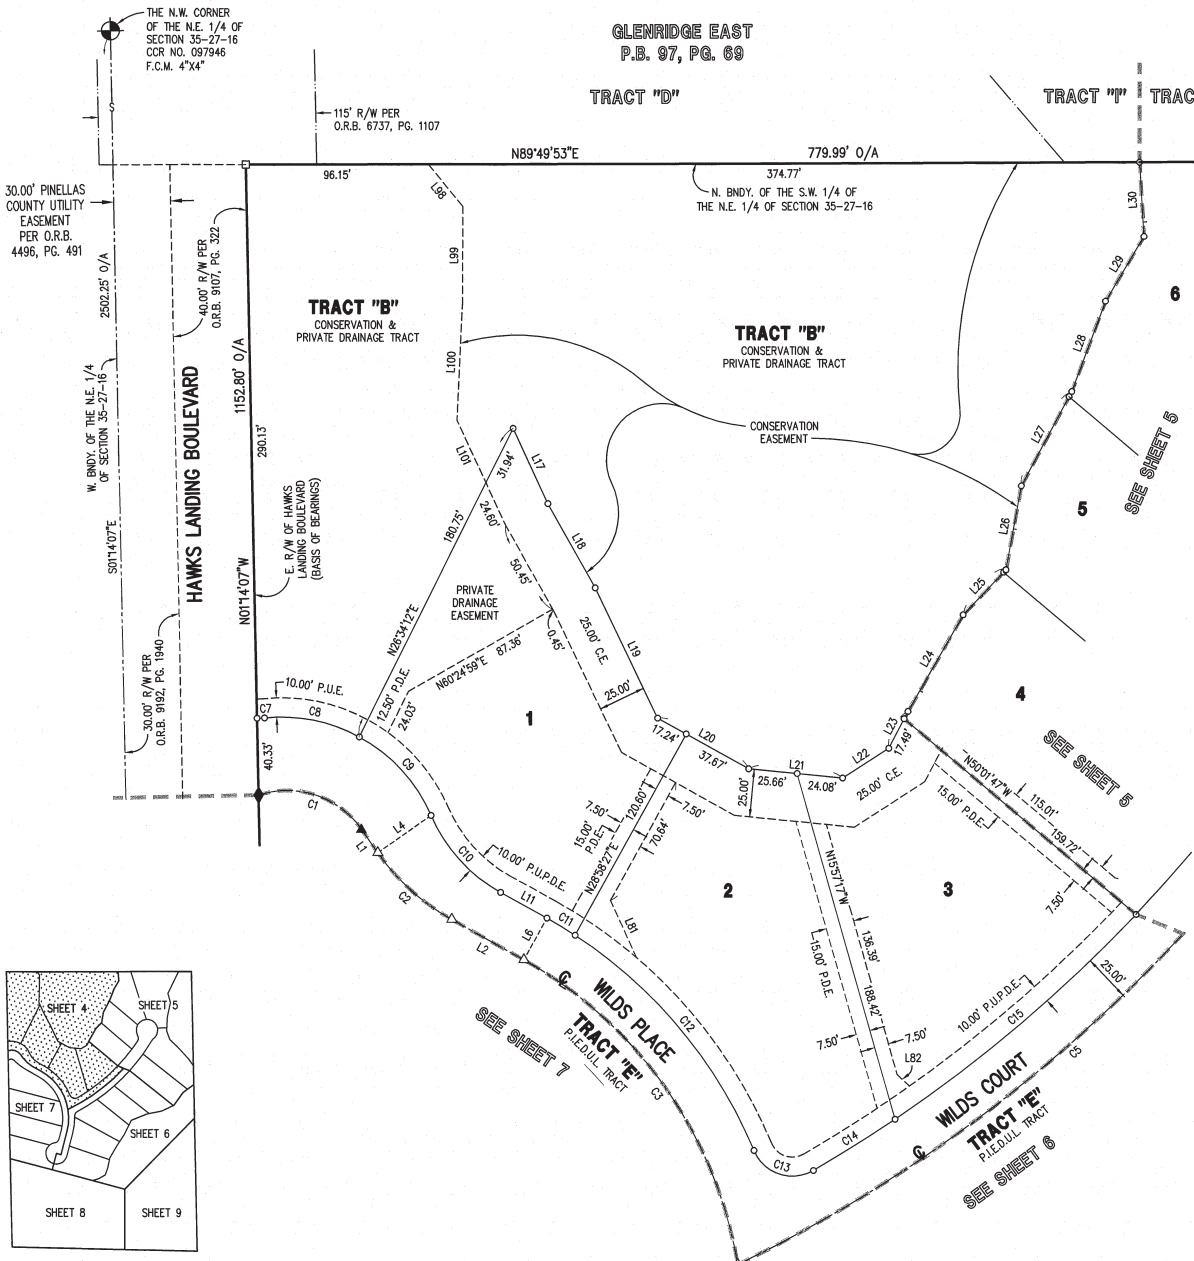 THE N.W. CORNER
OF THE N.E. 1/4 OF
SECTION 35-27-16
CCR NO. 097946
F.C.M. 4"X4"
GLENRIDGE EAST
P.B. 97, PG. 69
TRACT "D"
TRACT "I"
TRAC
S
115' R/W PER
O.R.B. 6737, PG. 1107
N89°49'53"E
779.99' O/A
96.15'
374.77'
N. BNDY. OF THE S.W. 1/4 OF
THE N.E. 1/4 OF SECTION 35-27-16
30.00' PINELLAS
COUNTY UTILITY
EASEMENT
PER O.R.B.
4496, PG. 491
40.00' R/W PER
O.R.B. 9107, PG. 322
2502.25' O/A
1152.80' O/A
290.13'
W. BNDY. OF THE N.E. 1/4
OF SECTION 35-27-16
S01°14'07"E
HAWKS LANDING BOULEVARD
N01°14'07"W
E. R/W OF HAWKS
LANDING BOULEVARD
(BASIS OF BEARINGS)
30.00' R/W PER
O.R.B. 9192, PG. 1940
40.33'
L98
L99
L100
L101
L30
L29
L28
L27
L26
L25
L24
L23
L22
L21
L20
L19
L18
L17
TRACT "B"
CONSERVATION &
PRIVATE DRAINAGE TRACT
TRACT "B"
CONSERVATION &
PRIVATE DRAINAGE TRACT
CONSERVATION
EASEMENT
6
5
4
SEE SHEET 5
SEE SHEET 5
31.94'
180.75'
N26°34'12"E
24.60'
50.45'
0.45'
PRIVATE
DRAINAGE
EASEMENT
N60°24'59"E 87.36'
12.50' P.D.E.
24.03'
25.00' C.E.
25.00'
10.00' P.U.E.
C7
C8
C9
C10
C11
C12
C13
C14
C15
C1
C2
C3
C5
L1
L2
L4
L6
L11
L81
L82
1
2
3
17.24'
37.67'
25.66'
24.08'
25.00'
25.00' C.E.
17.49'
N50°01'47"W
115.01'
159.72'
15.00' P.D.E.
7.50'
7.50'
15.00'
P.D.E.
120.60'
N28°58'27"E
70.64'
7.50'
10.00' P.U.P.D.E.
N15°57'17"W
136.39'
188.42'
15.00' P.D.E.
7.50'
7.50'
10.00' P.U.P.D.E.
25.00'
WILDS PLACE
TRACT "E"
P.I.E.D.U.L. TRACT
SEE SHEET 7
WILDS COURT
TRACT "E"
P.I.E.D.U.L. TRACT
SEE SHEET 6
SHEET 4
SHEET 5
SHEET 7
SHEET 6
SHEET 8
SHEET 9